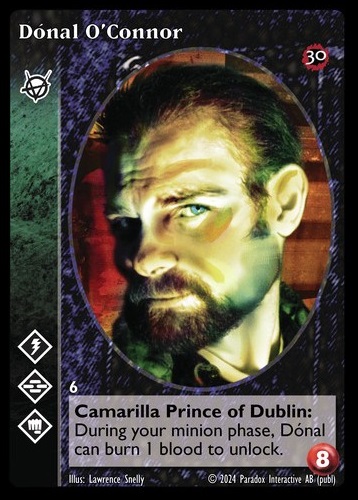 Dónal O'Connor
30
6
Camarilla Prince of Dublin:
During your minion phase, Dónal
can burn 1 blood to unlock.
8
Illus: Lawrence Snelly © 2024 Paradox Interactive AB (publ)